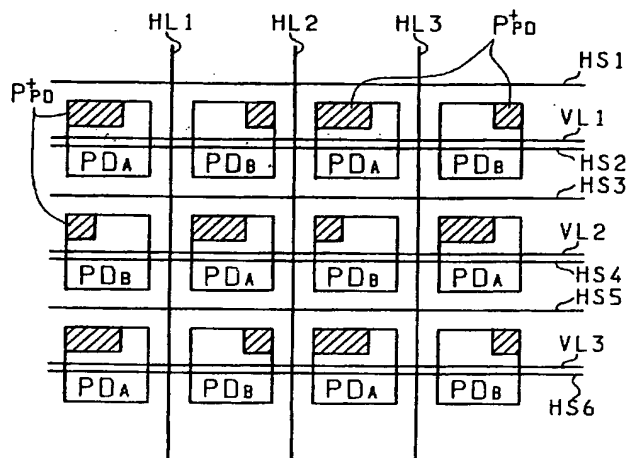 HL1 HL2 HL3 P⁺PD
HS1
P⁺PD
VL1
PDA PDB PDA PDB
HS2
HS3
VL2
PDB PDA PDB PDA
HS4
HS5
VL3
PDA PDB PDA PDB
HS6